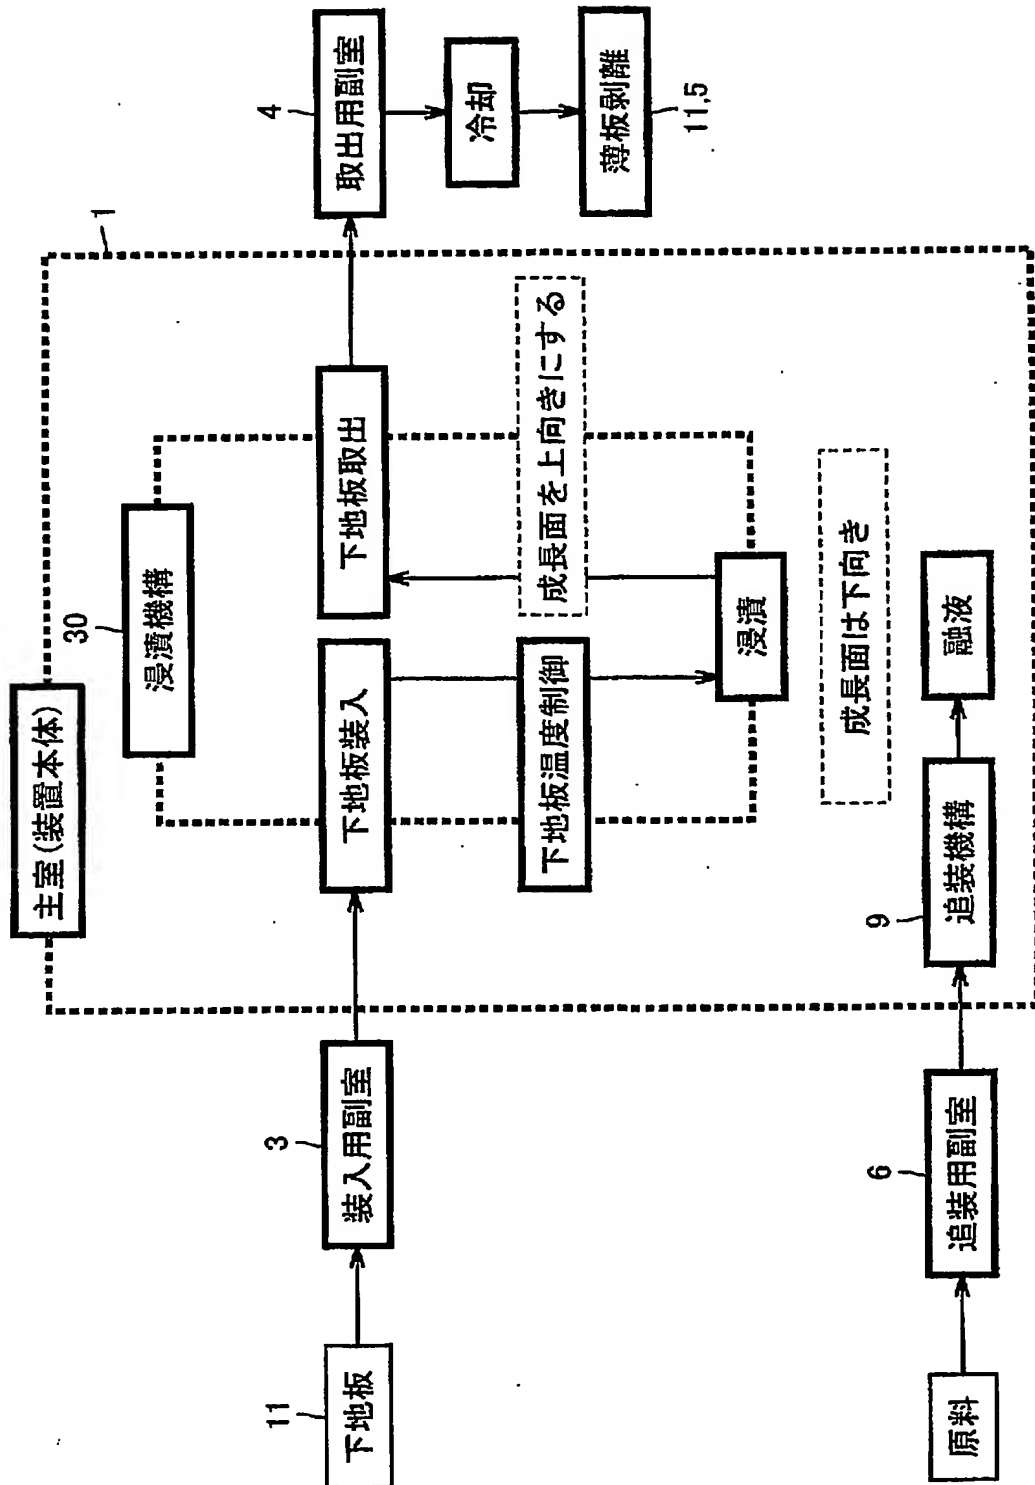 主室(装置本体)
1
30
浸漬機構
11
下地板
3
装入用副室
下地板装入
下地板取出
4
取出用副室
冷却
薄板剥離
11,5
下地板温度制御
成長面を上向きにする
浸漬
成長面は下向き
原料
6
追装用副室
9
追装機構
融液